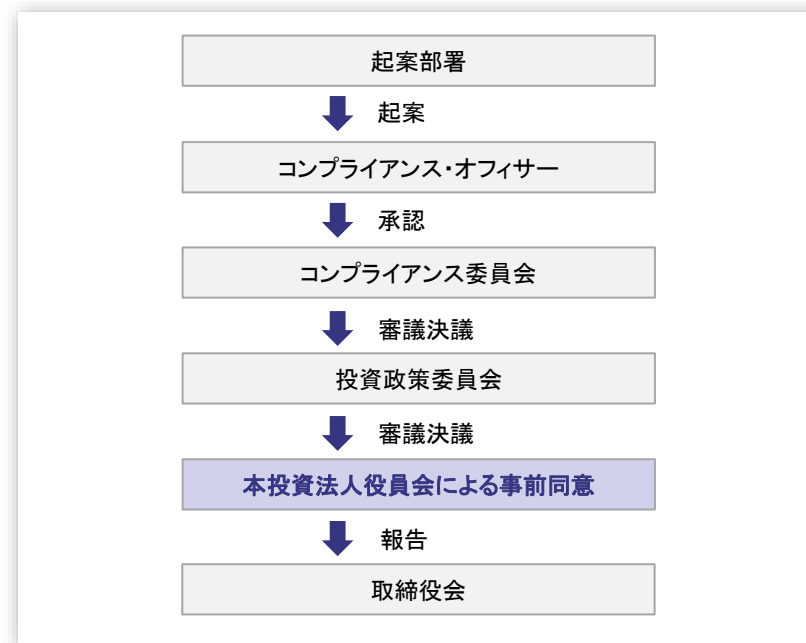 起案部署
起案
コンプライアンス・オフィサー
承認
コンプライアンス委員会
審議決議
投資政策委員会
審議決議
本投資法人役員会による事前同意
報告
取締役会